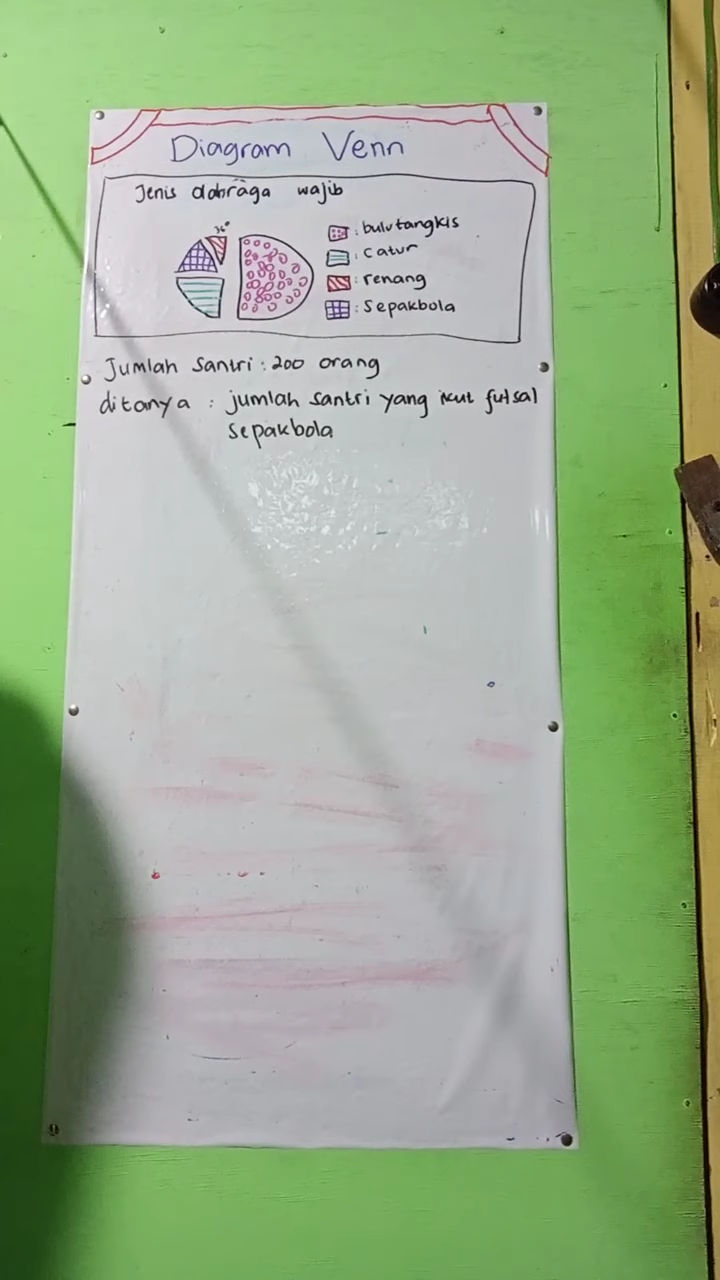 Diagram Venn
Jenis olahraga wajib
36°
: bulutangkis
: catur
: renang
: Sepakbola
Jumlah Santri : 200 orang
ditanya : jumlah santri yang ikut futsal
Sepakbola